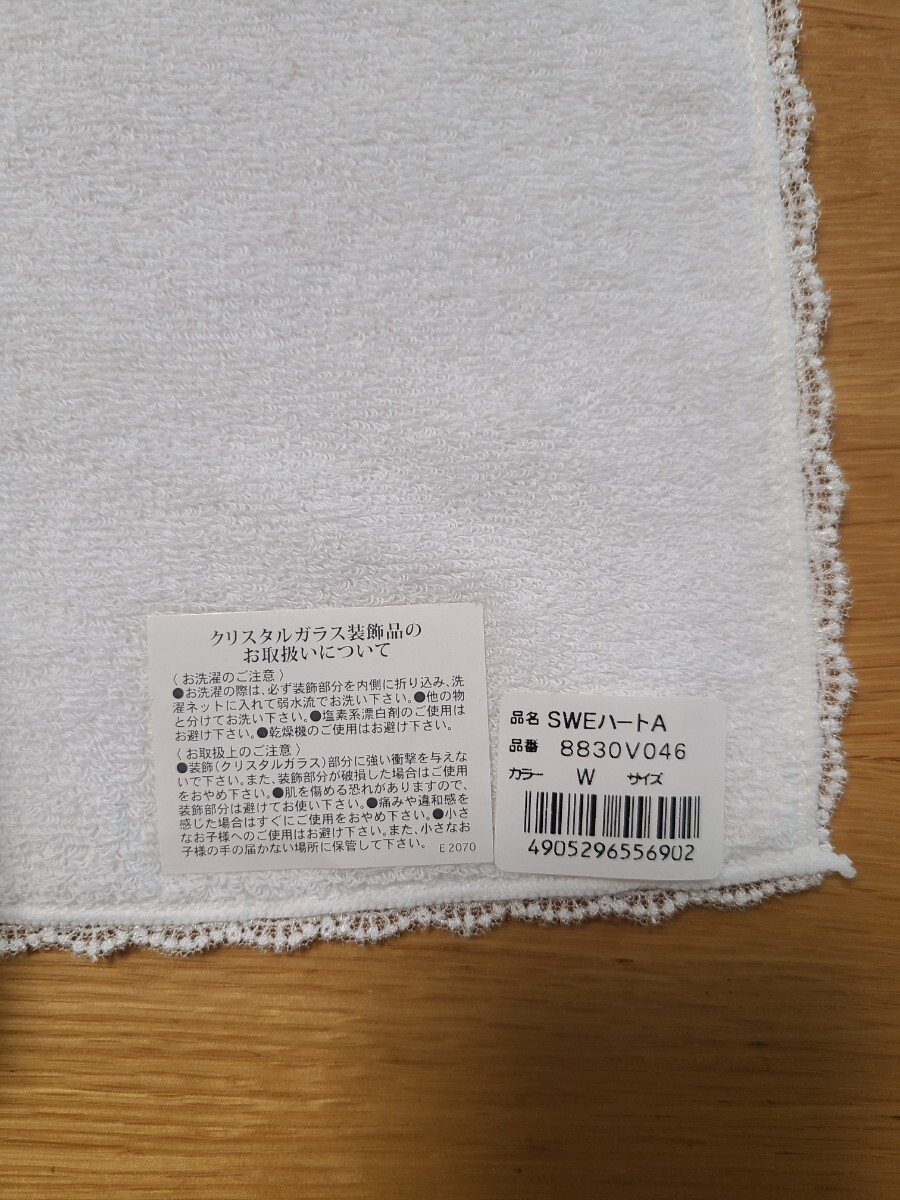 クリスタルガラス装飾品の
お取扱いについて
〈お洗濯のご注意〉
●お洗濯の際は、必ず装飾部分を内側に折り込み、洗
濯ネットに入れて弱水流でお洗い下さい。●他の物
と分けてお洗い下さい。●塩素系漂白剤のご使用は
お避け下さい。●乾燥機のご使用はお避け下さい。
〈お取扱上のご注意〉
●装飾(クリスタルガラス)部分に強い衝撃を与えな
いで下さい。また、装飾部分が破損した場合はご使用
をおやめ下さい。●肌を傷める恐れがありますので、
装飾部分は避けてお使い下さい。●痛みや違和感を
感じた場合はすぐにご使用をおやめ下さい。●小さ
なお子様へのご使用はお避け下さい。また、小さなお
子様の手の届かない場所に保管して下さい。 E2070
品名 SWEハートA
品番 8830V046
カラー W サイズ
4905296556902